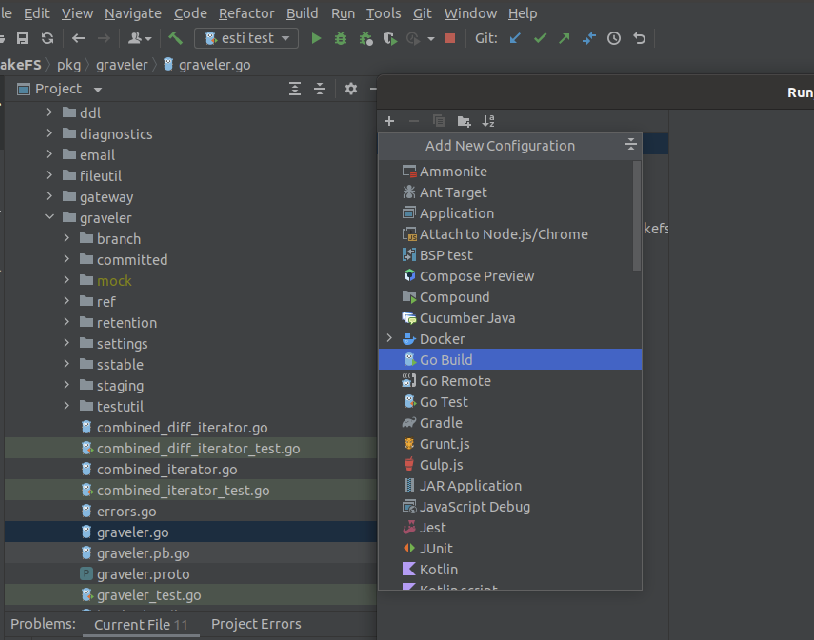 le Edit View Navigate Code Refactor Build Run Tools Git Window Help
esti test Git:
akeFS pkg graveler graveler.go
Project
Run
ddl
diagnostics
email
fileutil
gateway
graveler
branch
committed
mock
ref
retention
settings
sstable
staging
testutil
combined_diff_iterator.go
combined_diff_iterator_test.go
combined_iterator.go
combined_iterator_test.go
errors.go
graveler.go
graveler.pb.go
graveler.proto
graveler_test.go
Add New Configuration
Ammonite
Ant Target
Application
Attach to Node.js/Chrome
kefs
BSP test
Compose Preview
Compound
Cucumber Java
Docker
Go Build
Go Remote
Go Test
Gradle
Grunt.js
Gulp.js
JAR Application
JavaScript Debug
Jest
JUnit
Kotlin
Kotlin script
Problems: Current File 11 Project Errors